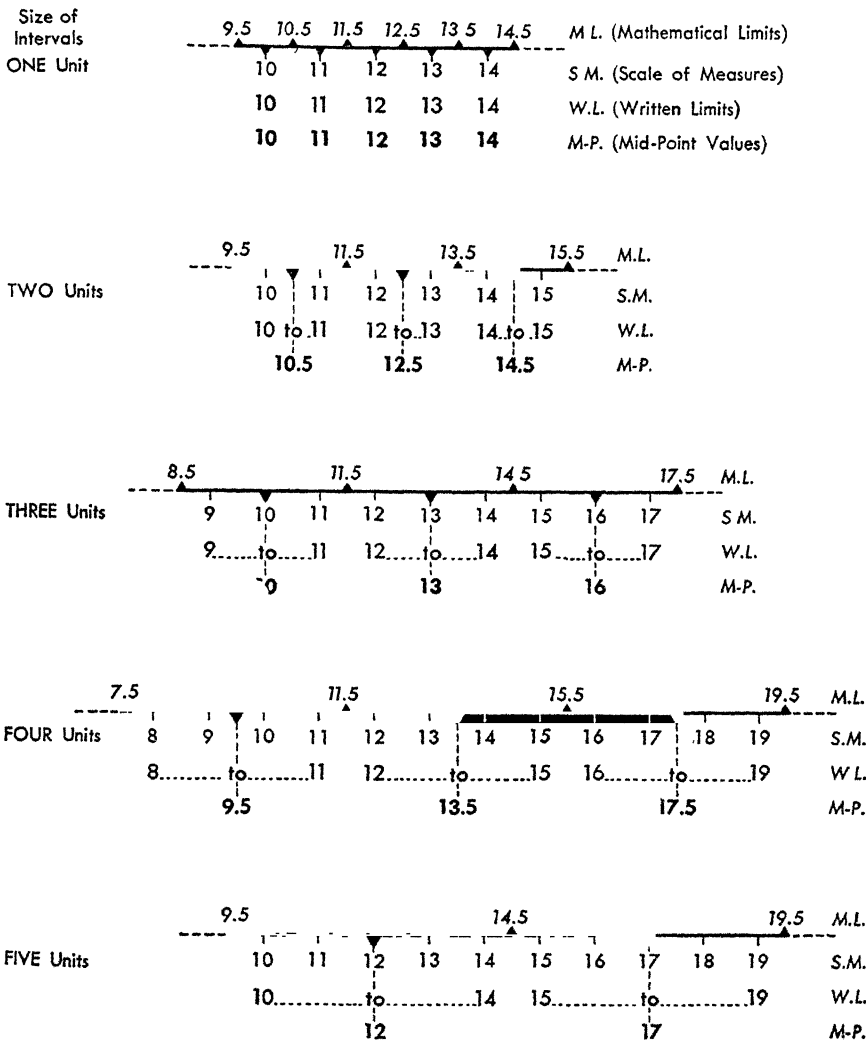 Size of
Intervals
9.5 10.5 11.5 12.5 13 5 14.5 M L. (Mathematical Limits)
ONE Unit 10 11 12 13 14 S M. (Scale of Measures)
10 11 12 13 14 W.L. (Written Limits)
10 11 12 13 14 M-P. (Mid-Point Values)
9.5 11.5 13.5 15.5 M.L.
TWO Units 10 11 12 13 14 15 S.M.
10 to 11 12 to 13 14 to 15 W.L.
10.5 12.5 14.5 M-P.
8.5 11.5 14 5 17.5 M.L.
THREE Units 9 10 11 12 13 14 15 16 17 S M.
9 to 11 12 to 14 15 to 17 W.L.
13 16 M-P.
7.5 11.5 15.5 19.5 M.L.
FOUR Units 8 9 10 11 12 13 14 15 16 17 18 19 S.M.
8 to 11 12 to 15 16 to 19 W L.
9.5 13.5 17.5 M-P.
9.5 14.5 19.5 M.L.
FIVE Units 10 11 12 13 14 15 16 17 18 19 S.M.
10 to 14 15 to 19 W.L.
12 17 M-P.